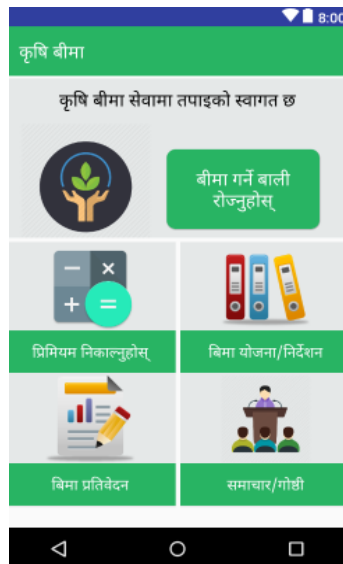 8:00
कृषि बीमा
कृषि बीमा सेवामा तपाइको स्वागत छ
बीमा गर्ने बाली
रोज्नुहोस्
प्रिमियम निकाल्नुहोस्
बिमा योजना/निर्देशन
बिमा प्रतिवेदन
समाचार/गोष्ठी